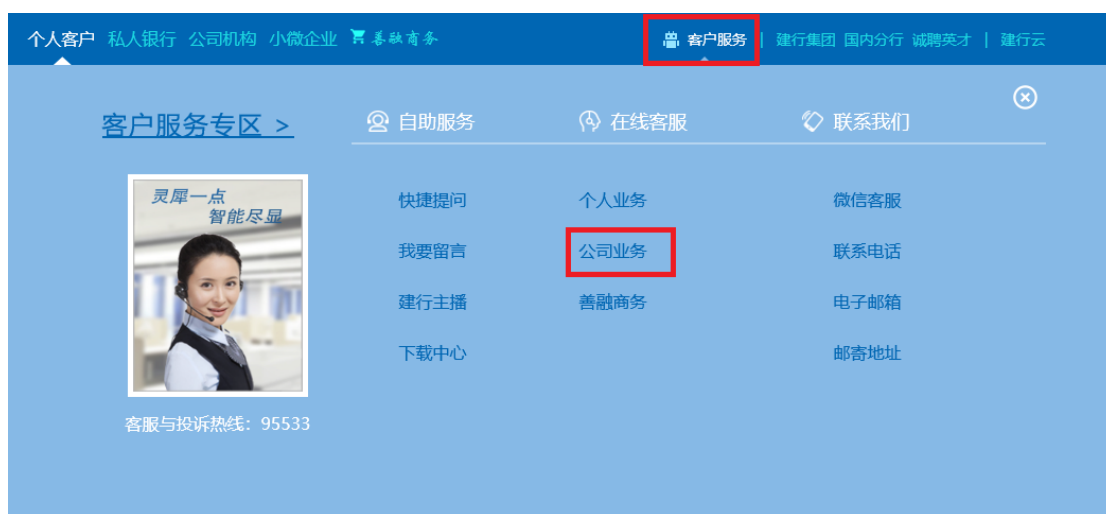 个人客户 私人银行 公司机构 小微企业 善融商务 客户服务 | 建行集团 国内分行 诚聘英才 | 建行云
客户服务专区 > 自助服务 在线客服 联系我们
灵犀一点
智能尽显
快捷提问 个人业务 微信客服
我要留言 公司业务 联系电话
建行主播 善融商务 电子邮箱
下载中心 邮寄地址
客服与投诉热线：95533